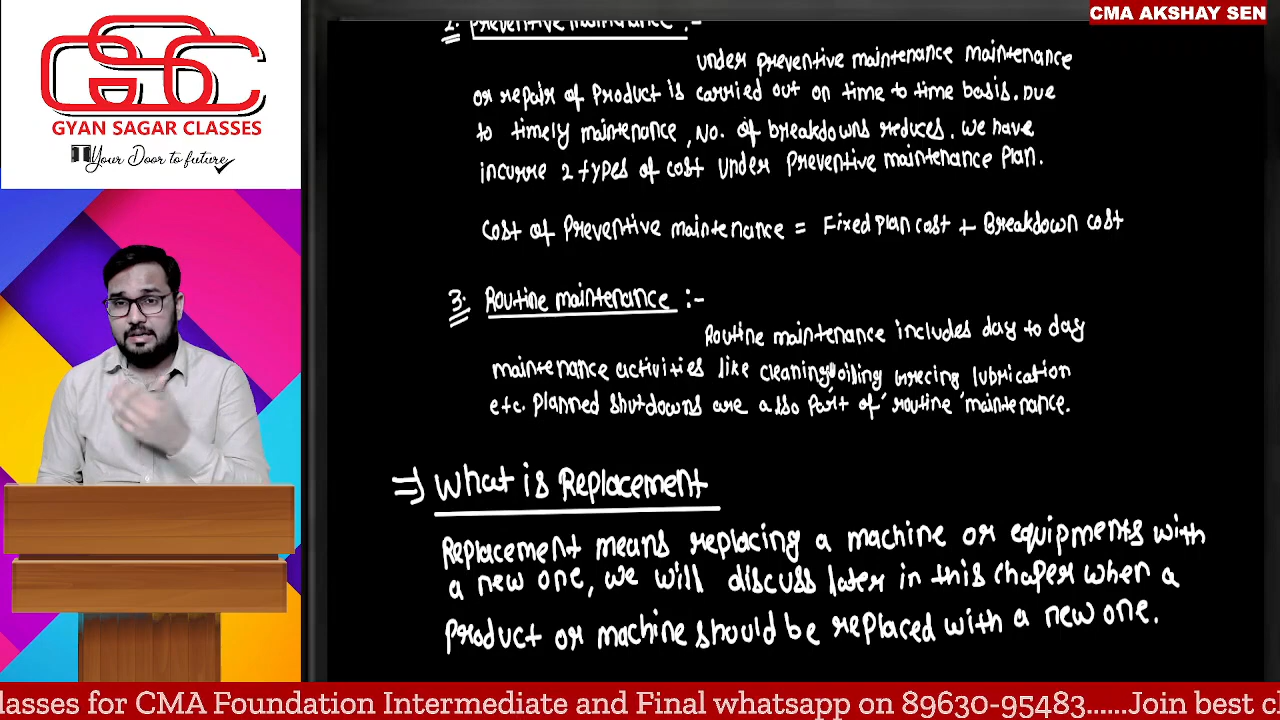 CMA AKSHAY SEN
GSC
GYAN SAGAR CLASSES
Your Door to future
2. Preventive maintenance :-
under preventive maintenance maintenance
or repair of product is carried out on time to time basis. Due
to timely maintenance, No. of breakdowns reduces. we have
incurre 2 types of cost under preventive maintenance plan.
cost of preventive maintenance = Fixed plan cost + Breakdown cost
3. Routine maintenance :-
Routine maintenance includes day to day
maintenance activities like cleaning, oiling, grecing lubrication
etc. planned shutdowns are also part of routine maintenance.
⇒ What is Replacement
Replacement means replacing a machine or equipments with
a new one, we will discuss later in this chaper when a
product or machine should be replaced with a new one.
lasses for CMA Foundation Intermediate and Final whatsapp on 89630-95483......Join best cl